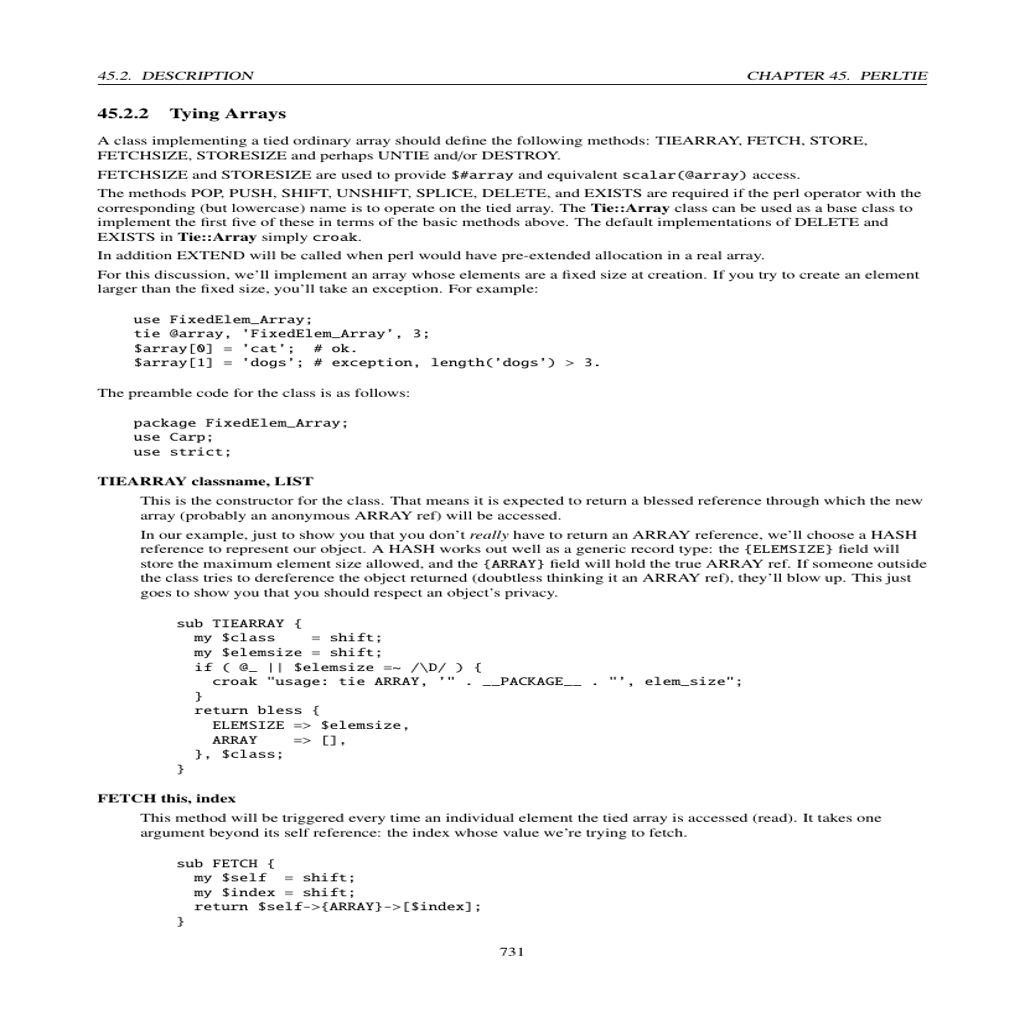 45.2. DESCRIPTION CHAPTER 45. PERLTIE
45.2.2 Tying Arrays
A class implementing a tied ordinary array should define the following methods: TIEARRAY, FETCH, STORE,
FETCHSIZE, STORESIZE and perhaps UNTIE and/or DESTROY.
FETCHSIZE and STORESIZE are used to provide $#array and equivalent scalar(@array) access.
The methods POP, PUSH, SHIFT, UNSHIFT, SPLICE, DELETE, and EXISTS are required if the perl operator with the
corresponding (but lowercase) name is to operate on the tied array. The Tie::Array class can be used as a base class to
implement the first five of these in terms of the basic methods above. The default implementations of DELETE and
EXISTS in Tie::Array simply croak.
In addition EXTEND will be called when perl would have pre-extended allocation in a real array.
For this discussion, we'll implement an array whose elements are a fixed size at creation. If you try to create an element
larger than the fixed size, you'll take an exception. For example:
use FixedElem_Array;
tie @array, 'FixedElem_Array', 3;
$array[0] = 'cat'; # ok.
$array[1] = 'dogs'; # exception, length('dogs') > 3.
The preamble code for the class is as follows:
package FixedElem_Array;
use Carp;
use strict;
TIEARRAY classname, LIST
This is the constructor for the class. That means it is expected to return a blessed reference through which the new
array (probably an anonymous ARRAY ref) will be accessed.
In our example, just to show you that you don't really have to return an ARRAY reference, we'll choose a HASH
reference to represent our object. A HASH works out well as a generic record type: the {ELEMSIZE} field will
store the maximum element size allowed, and the {ARRAY} field will hold the true ARRAY ref. If someone outside
the class tries to dereference the object returned (doubtless thinking it an ARRAY ref), they'll blow up. This just
goes to show you that you should respect an object's privacy.
sub TIEARRAY {
my $class    = shift;
my $elemsize = shift;
if ( @_ || $elemsize =~ /\D/ ) {
croak "usage: tie ARRAY, '" . __PACKAGE__ . "', elem_size";
}
return bless {
ELEMSIZE => $elemsize,
ARRAY    => [],
}, $class;
}
FETCH this, index
This method will be triggered every time an individual element the tied array is accessed (read). It takes one
argument beyond its self reference: the index whose value we're trying to fetch.
sub FETCH {
my $self  = shift;
my $index = shift;
return $self->{ARRAY}->[$index];
}
731